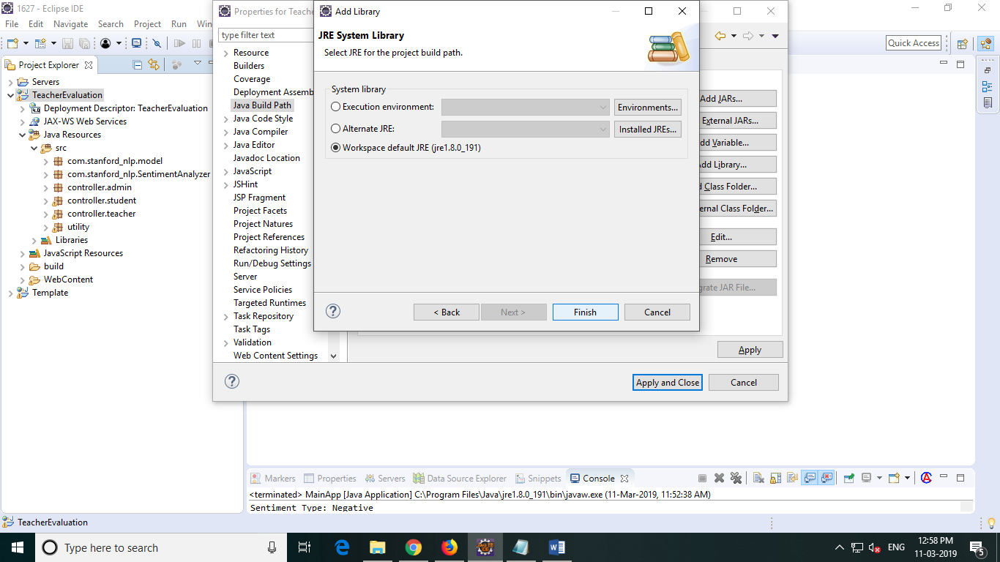 1627 - Eclipse IDE
File Edit Navigate Search Project Run Win
Quick Access
Project Explorer
Servers
TeacherEvaluation
Deployment Descriptor: TeacherEvaluation
JAX-WS Web Services
Java Resources
src
com.stanford_nlp.model
com.stanford_nlp.SentimentAnalyzer
controller.admin
controller.student
controller.teacher
utility
Libraries
JavaScript Resources
build
WebContent
Template
Properties for Teache
type filter text
Resource
Builders
Coverage
Deployment Assemb
Java Build Path
Java Code Style
Java Compiler
Java Editor
Javadoc Location
JavaScript
JSHint
JSP Fragment
Project Facets
Project Natures
Project References
Refactoring History
Run/Debug Settings
Server
Service Policies
Targeted Runtimes
Task Repository
Task Tags
Validation
Web Content Settings
Add JARs...
External JARs...
dd Variable...
Add Library...
d Class Folder...
ernal Class Folder...
Edit...
Remove
grate JAR File...
Apply
Apply and Close
Cancel
Add Library
JRE System Library
Select JRE for the project build path.
System library
Execution environment:
Environments...
Alternate JRE:
Installed JREs...
Workspace default JRE (jre1.8.0_191)
? < Back Next > Finish Cancel
Markers Properties Servers Data Source Explorer Snippets Console
<terminated> MainApp [Java Application] C:\Program Files\Java\jre1.8.0_191\bin\javaw.exe (11-Mar-2019, 11:52:38 AM)
Sentiment Type: Negative
TeacherEvaluation
Type here to search
ENG
12:58 PM
11-03-2019
5